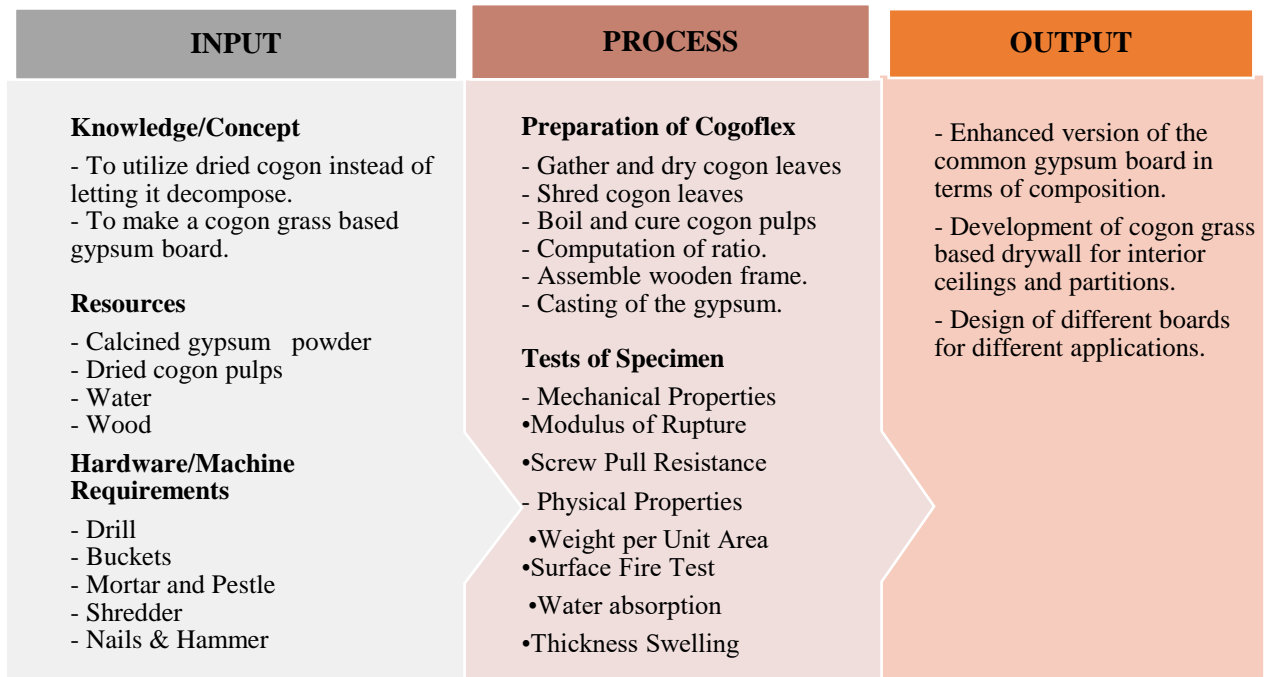 INPUT
Knowledge/Concept
- To utilize dried cogon instead of
letting it decompose.
- To make a cogon grass based
gypsum board.
Resources
- Calcined gypsum powder
- Dried cogon pulps
- Water
- Wood
Hardware/Machine
Requirements
- Drill
- Buckets
- Mortar and Pestle
- Shredder
- Nails & Hammer
PROCESS
Preparation of Cogoflex
- Gather and dry cogon leaves
- Shred cogon leaves
- Boil and cure cogon pulps
- Computation of ratio.
- Assemble wooden frame.
- Casting of the gypsum.
Tests of Specimen
- Mechanical Properties
•Modulus of Rupture
•Screw Pull Resistance
- Physical Properties
•Weight per Unit Area
•Surface Fire Test
•Water absorption
•Thickness Swelling
OUTPUT
- Enhanced version of the
common gypsum board in
terms of composition.
- Development of cogon grass
based drywall for interior
ceilings and partitions.
- Design of different boards
for different applications.